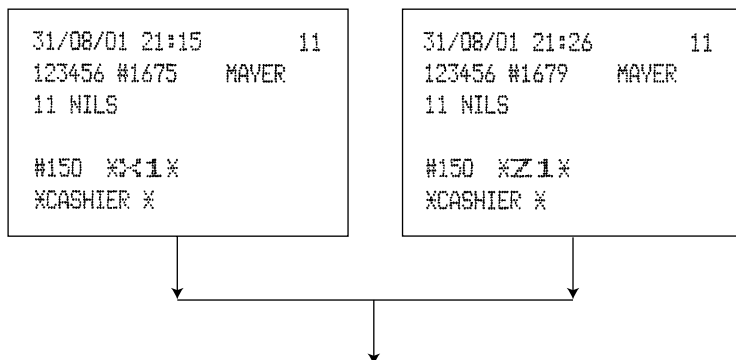 31/08/01 21:15 11
123456 #1675 MAYER
11 NILS
#150 *X1*
*CASHIER *
31/08/01 21:26 11
123456 #1679 MAYER
11 NILS
#150 *Z1*
*CASHIER *